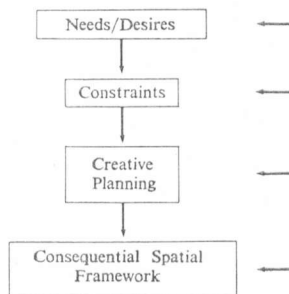 Needs/Desires
Constraints
Creative
Planning
Consequential Spatial
Framework